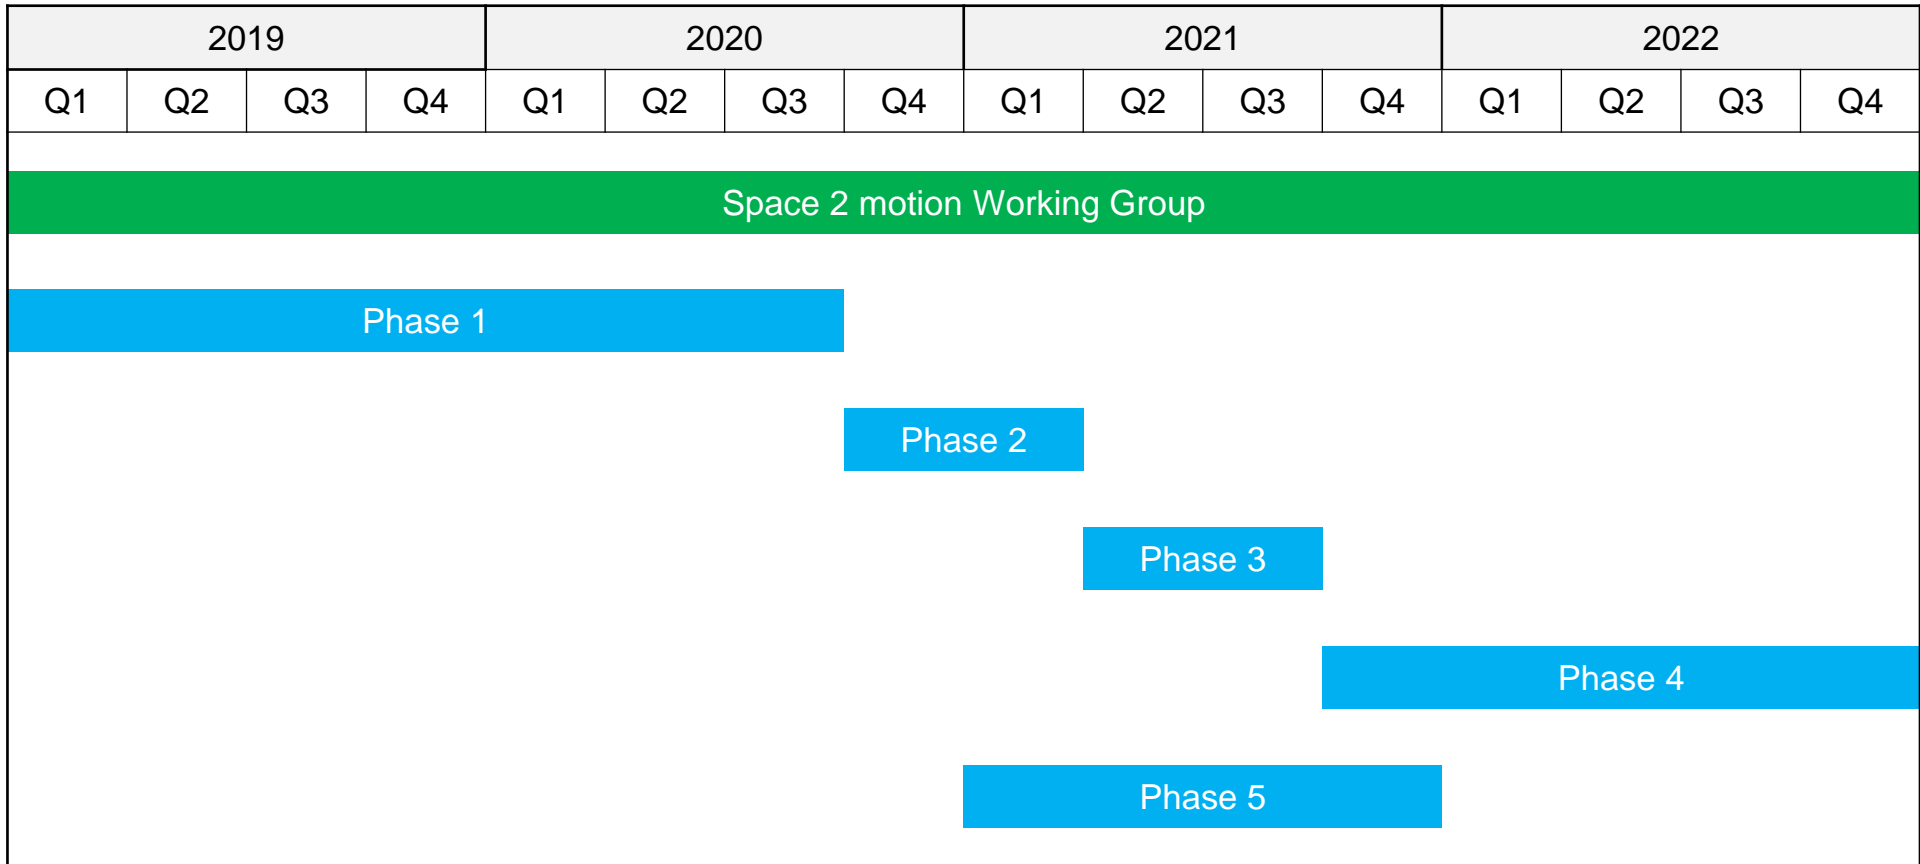 2019 2020 2021 2022
Q1 Q2 Q3 Q4 Q1 Q2 Q3 Q4 Q1 Q2 Q3 Q4 Q1 Q2 Q3 Q4
Space 2 motion Working Group
Phase 1
Phase 2
Phase 3
Phase 4
Phase 5